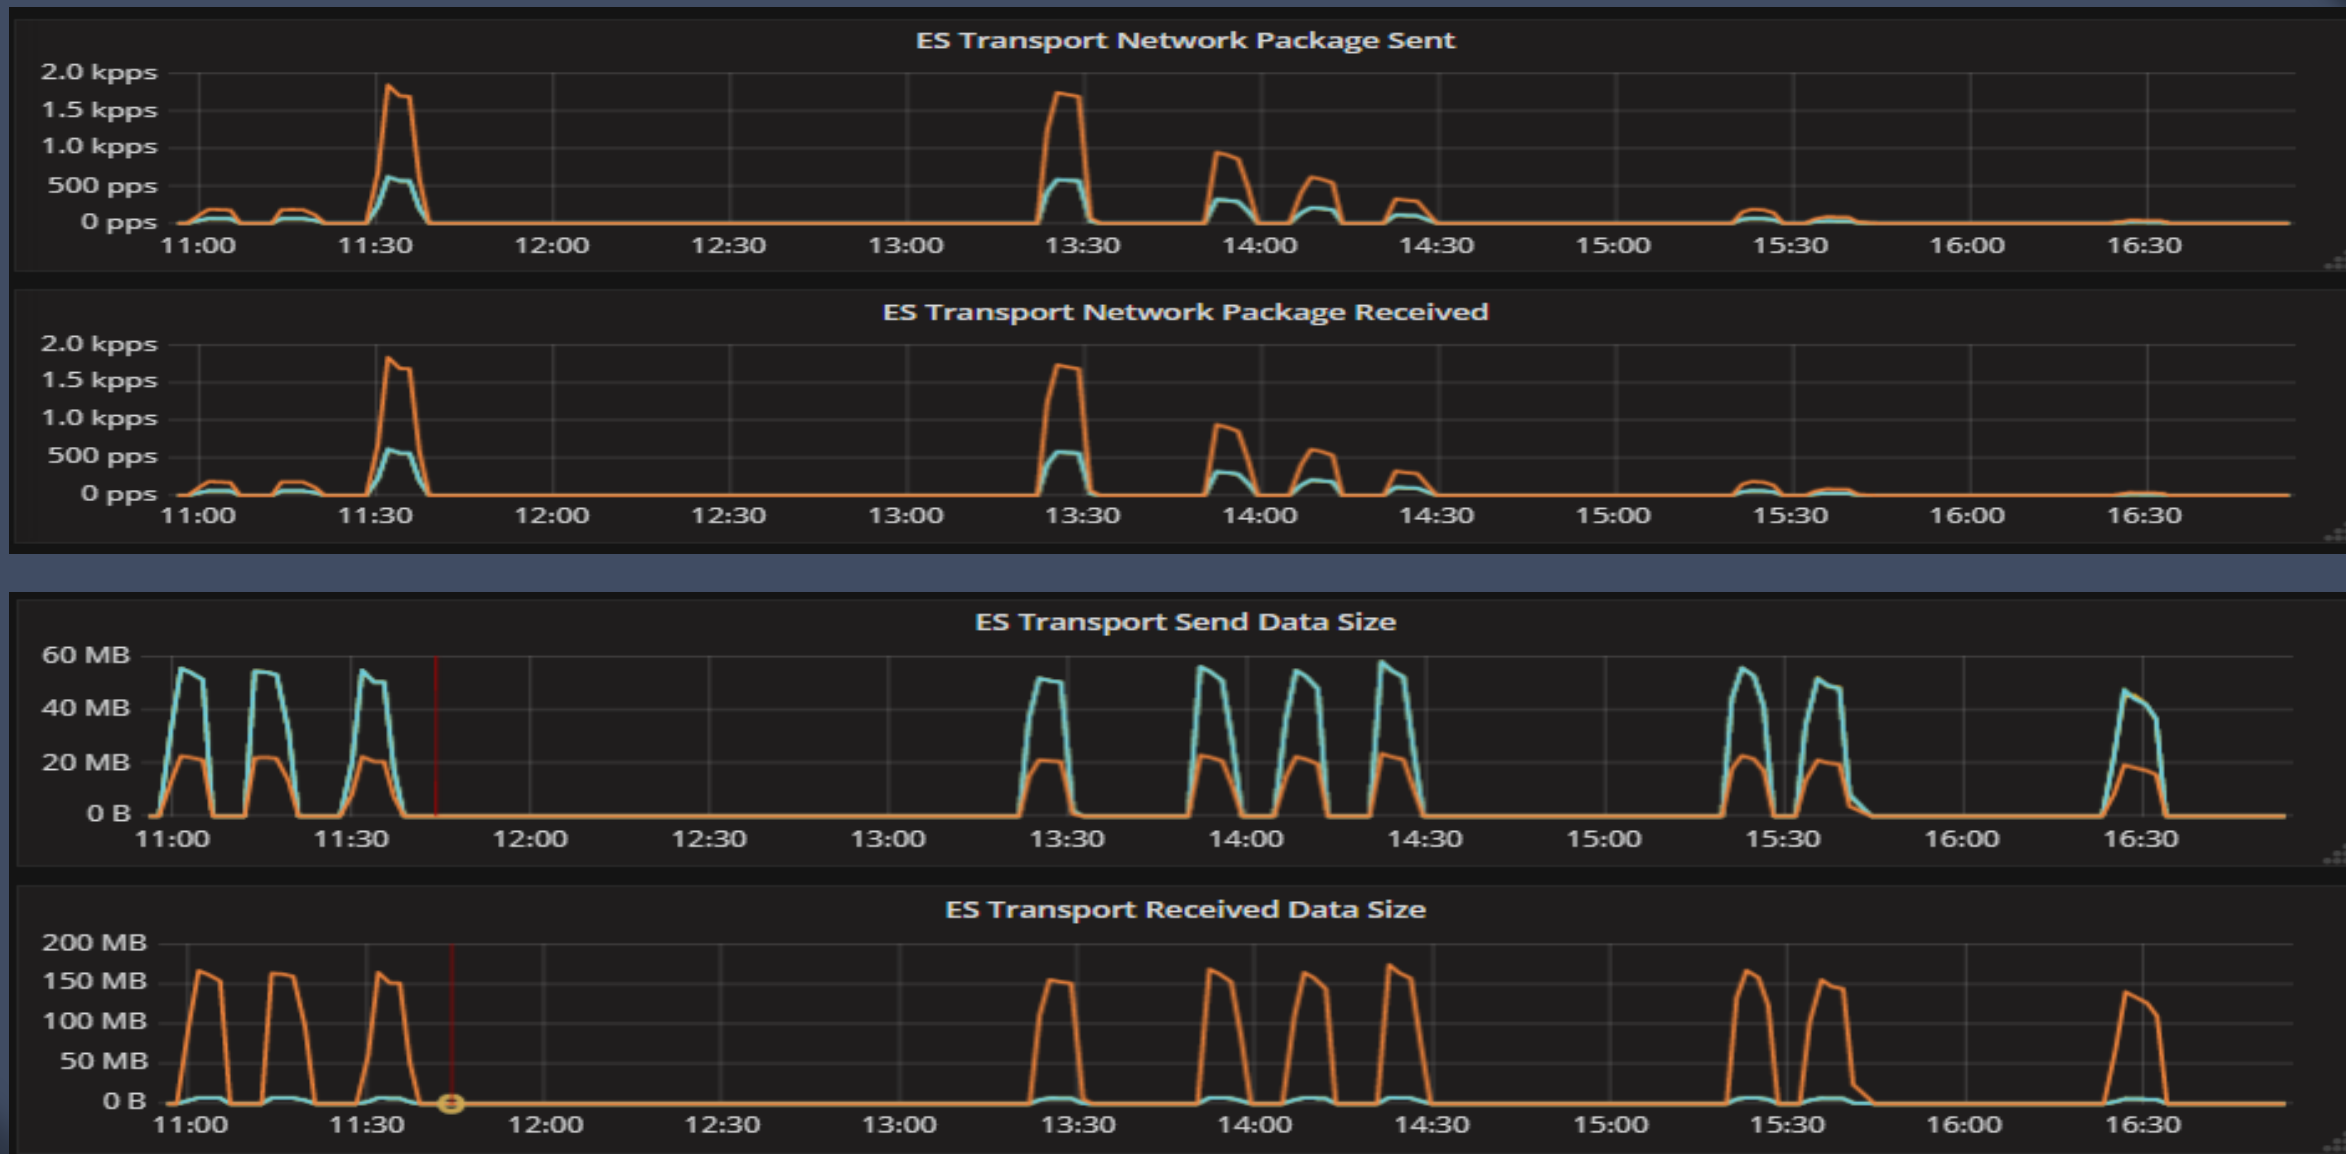 ES Transport Network Package Sent
2.0 kpps
1.5 kpps
1.0 kpps
500 pps
0 pps
11:00 11:30 12:00 12:30 13:00 13:30 14:00 14:30 15:00 15:30 16:00 16:30
ES Transport Network Package Received
2.0 kpps
1.5 kpps
1.0 kpps
500 pps
0 pps
11:00 11:30 12:00 12:30 13:00 13:30 14:00 14:30 15:00 15:30 16:00 16:30
ES Transport Send Data Size
60 MB
40 MB
20 MB
0 B
11:00 11:30 12:00 12:30 13:00 13:30 14:00 14:30 15:00 15:30 16:00 16:30
ES Transport Received Data Size
200 MB
150 MB
100 MB
50 MB
0 B
11:00 11:30 12:00 12:30 13:00 13:30 14:00 14:30 15:00 15:30 16:00 16:30